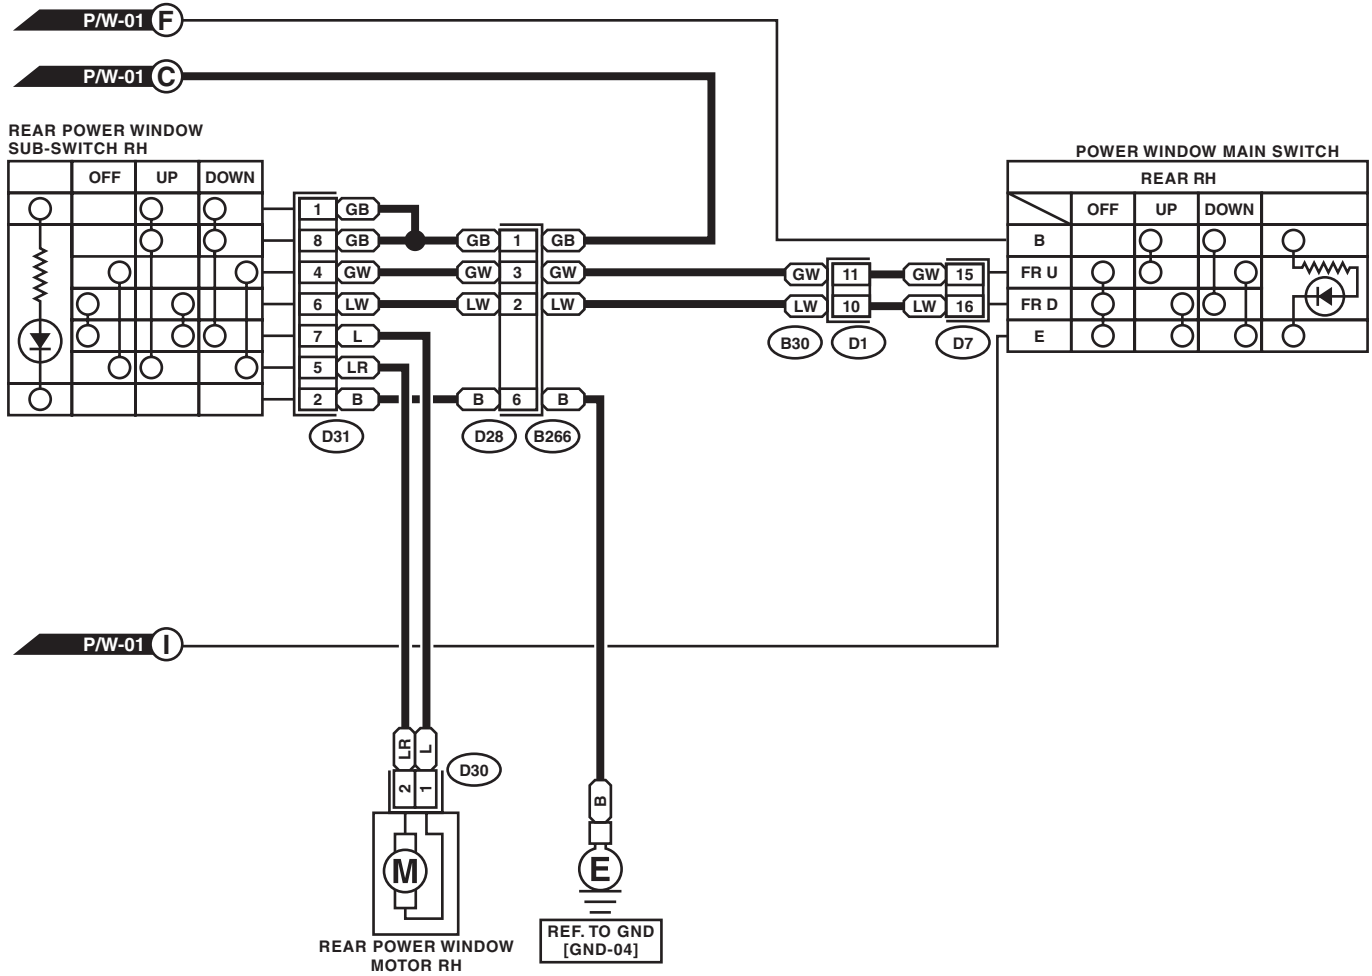 P/W-01 F
P/W-01 C
REAR POWER WINDOW
SUB-SWITCH RH
OFF UP DOWN
POWER WINDOW MAIN SWITCH
REAR RH
OFF UP DOWN
1 GB
8 GB GB 1 GB B
4 GW GW 3 GW GW 11 GW 15 FR U
6 LW LW 2 LW LW 10 LW 16 FR D
7 L E
B30 D1 D7
5 LR
2 B B 6 B
D31 D28 B266
P/W-01 I
LR L
D30
2 1
B
M
E
REAR POWER WINDOW
MOTOR RH
REF. TO GND
[GND-04]